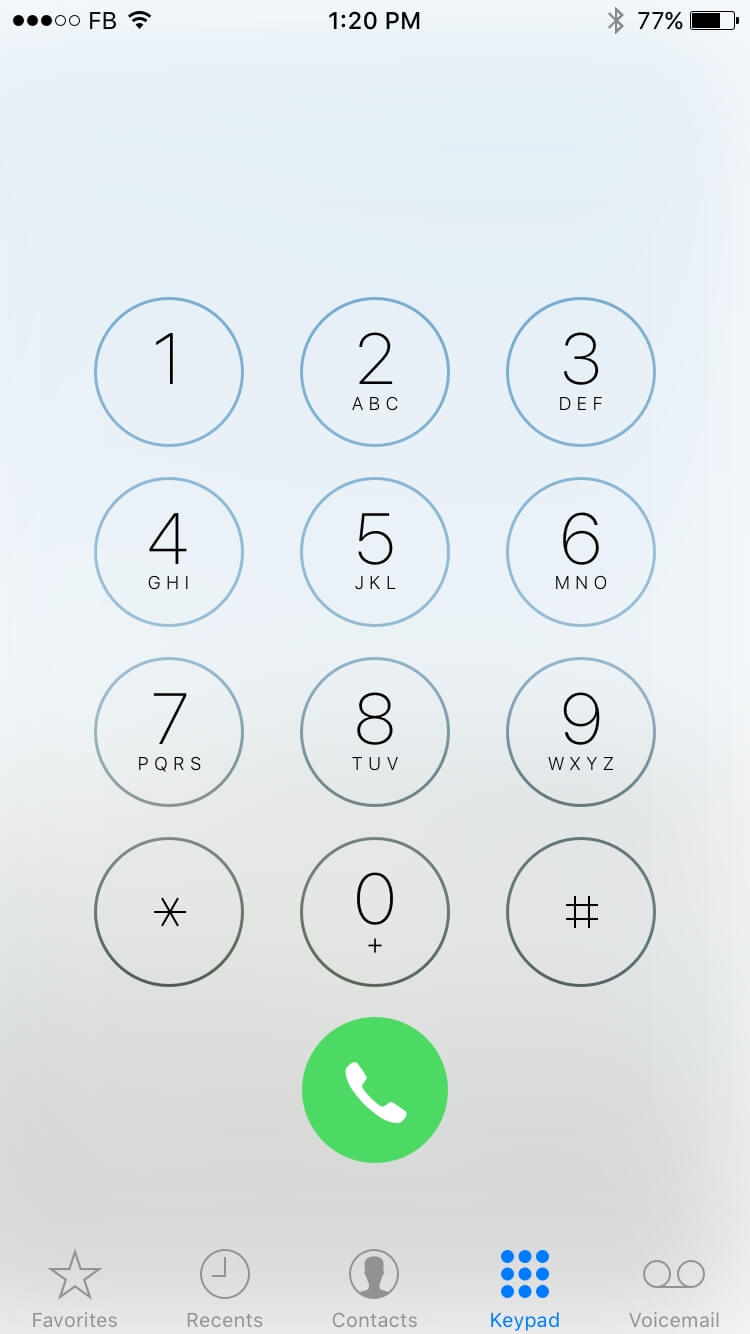 FB 1:20 PM 77%
1 2 3
ABC DEF
4 5 6
GHI JKL MNO
7 8 9
PQRS TUV WXYZ
* 0 #
+
Favorites Recents Contacts Keypad Voicemail